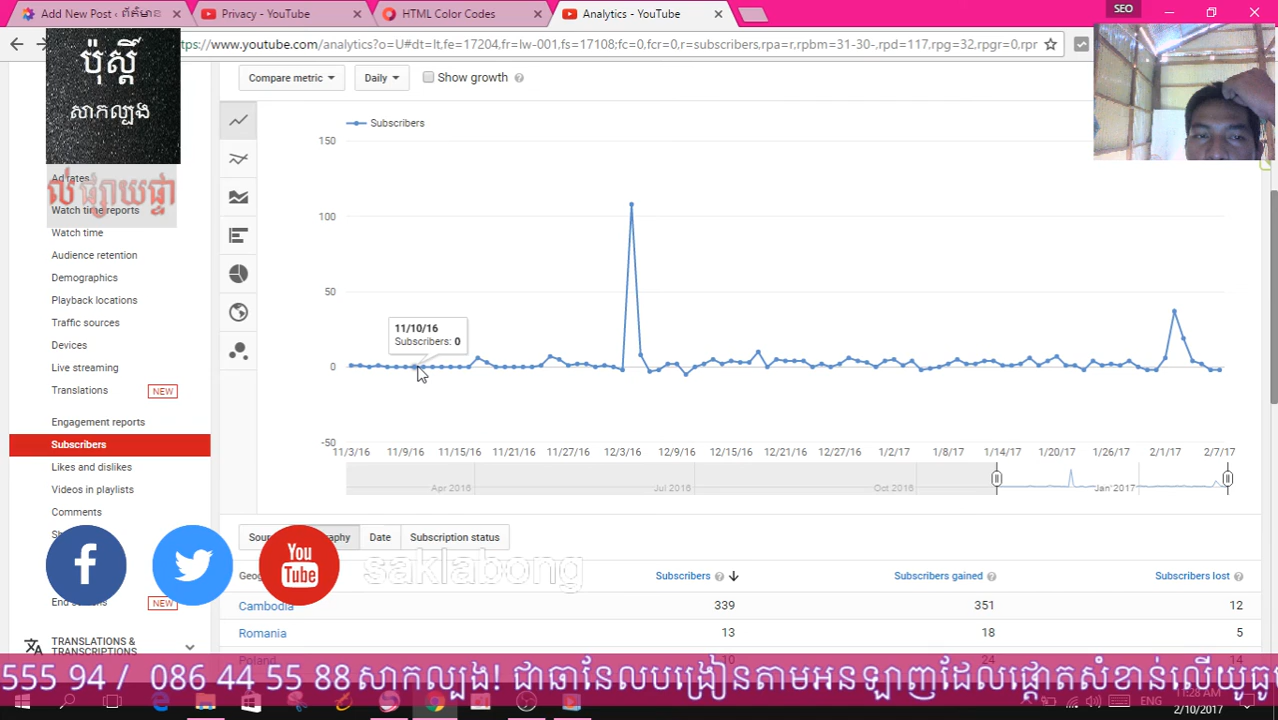 Add New Post ‹ ព័ត៌មាន
Privacy - YouTube
HTML Color Codes
Analytics - YouTube
SEO
www.youtube.com/analytics?o=U#dt=lt,fe=17204,fr=lw-001,fs=17108;fc=0,fcr=0,r=subscribers,rpa=r,rpbm=31-30-,rpd=117,rpg=32,rpgr=0,rpr
ប៉ុស្តិ៍
សាកល្បង
Compare metric
Daily
Show growth
Subscribers
150
100
50
0
-50
11/10/16
Subscribers: 0
11/3/16 11/9/16 11/15/16 11/21/16 11/27/16 12/3/16 12/9/16 12/15/16 12/21/16 12/27/16 1/2/17 1/8/17 1/14/17 1/20/17 1/26/17 2/1/17 2/7/17
Apr 2016 Jul 2016 Oct 2016 Jan 2017
Ad rates
Watch time reports
Watch time
Audience retention
Demographics
Playback locations
Traffic sources
Devices
Live streaming
Translations NEW
Engagement reports
Subscribers
Likes and dislikes
Videos in playlists
Comments
NEW
TRANSLATIONS &
TRANSCRIPTIONS
You
Tube
saklabong
Date
Subscription status
Subscribers Subscribers gained Subscribers lost
Cambodia 339 351 12
Romania 13 18 5
555 94 / 086 44 55 88 សាកល្បង! ជាឆានែលបង្រៀនតាមអនឡាញដែលផ្តោតសំខាន់លើយូធូប
ENG
11:28 AM
2/10/2017